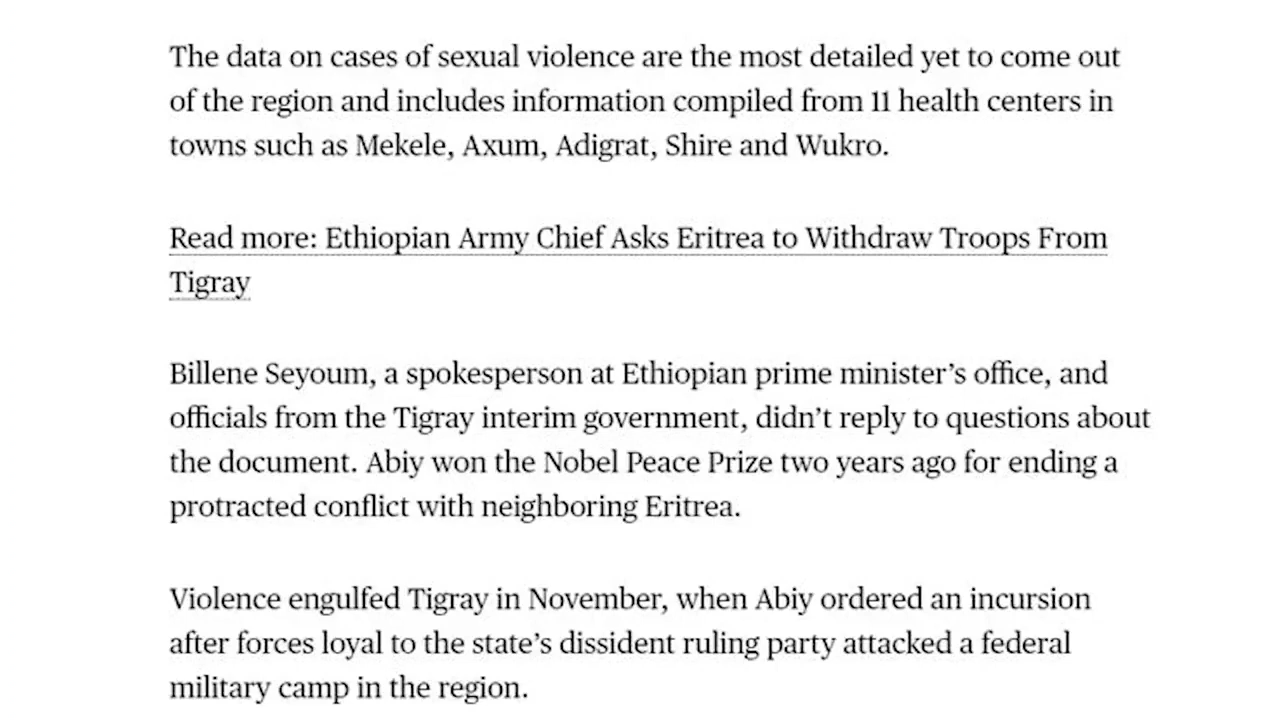 The data on cases of sexual violence are the most detailed yet to come out
of the region and includes information compiled from 11 health centers in
towns such as Mekele, Axum, Adigrat, Shire and Wukro.
Read more: Ethiopian Army Chief Asks Eritrea to Withdraw Troops From
Tigray
Billene Seyoum, a spokesperson at Ethiopian prime minister’s office, and
officials from the Tigray interim government, didn’t reply to questions about
the document. Abiy won the Nobel Peace Prize two years ago for ending a
protracted conflict with neighboring Eritrea.
Violence engulfed Tigray in November, when Abiy ordered an incursion
after forces loyal to the state’s dissident ruling party attacked a federal
military camp in the region.